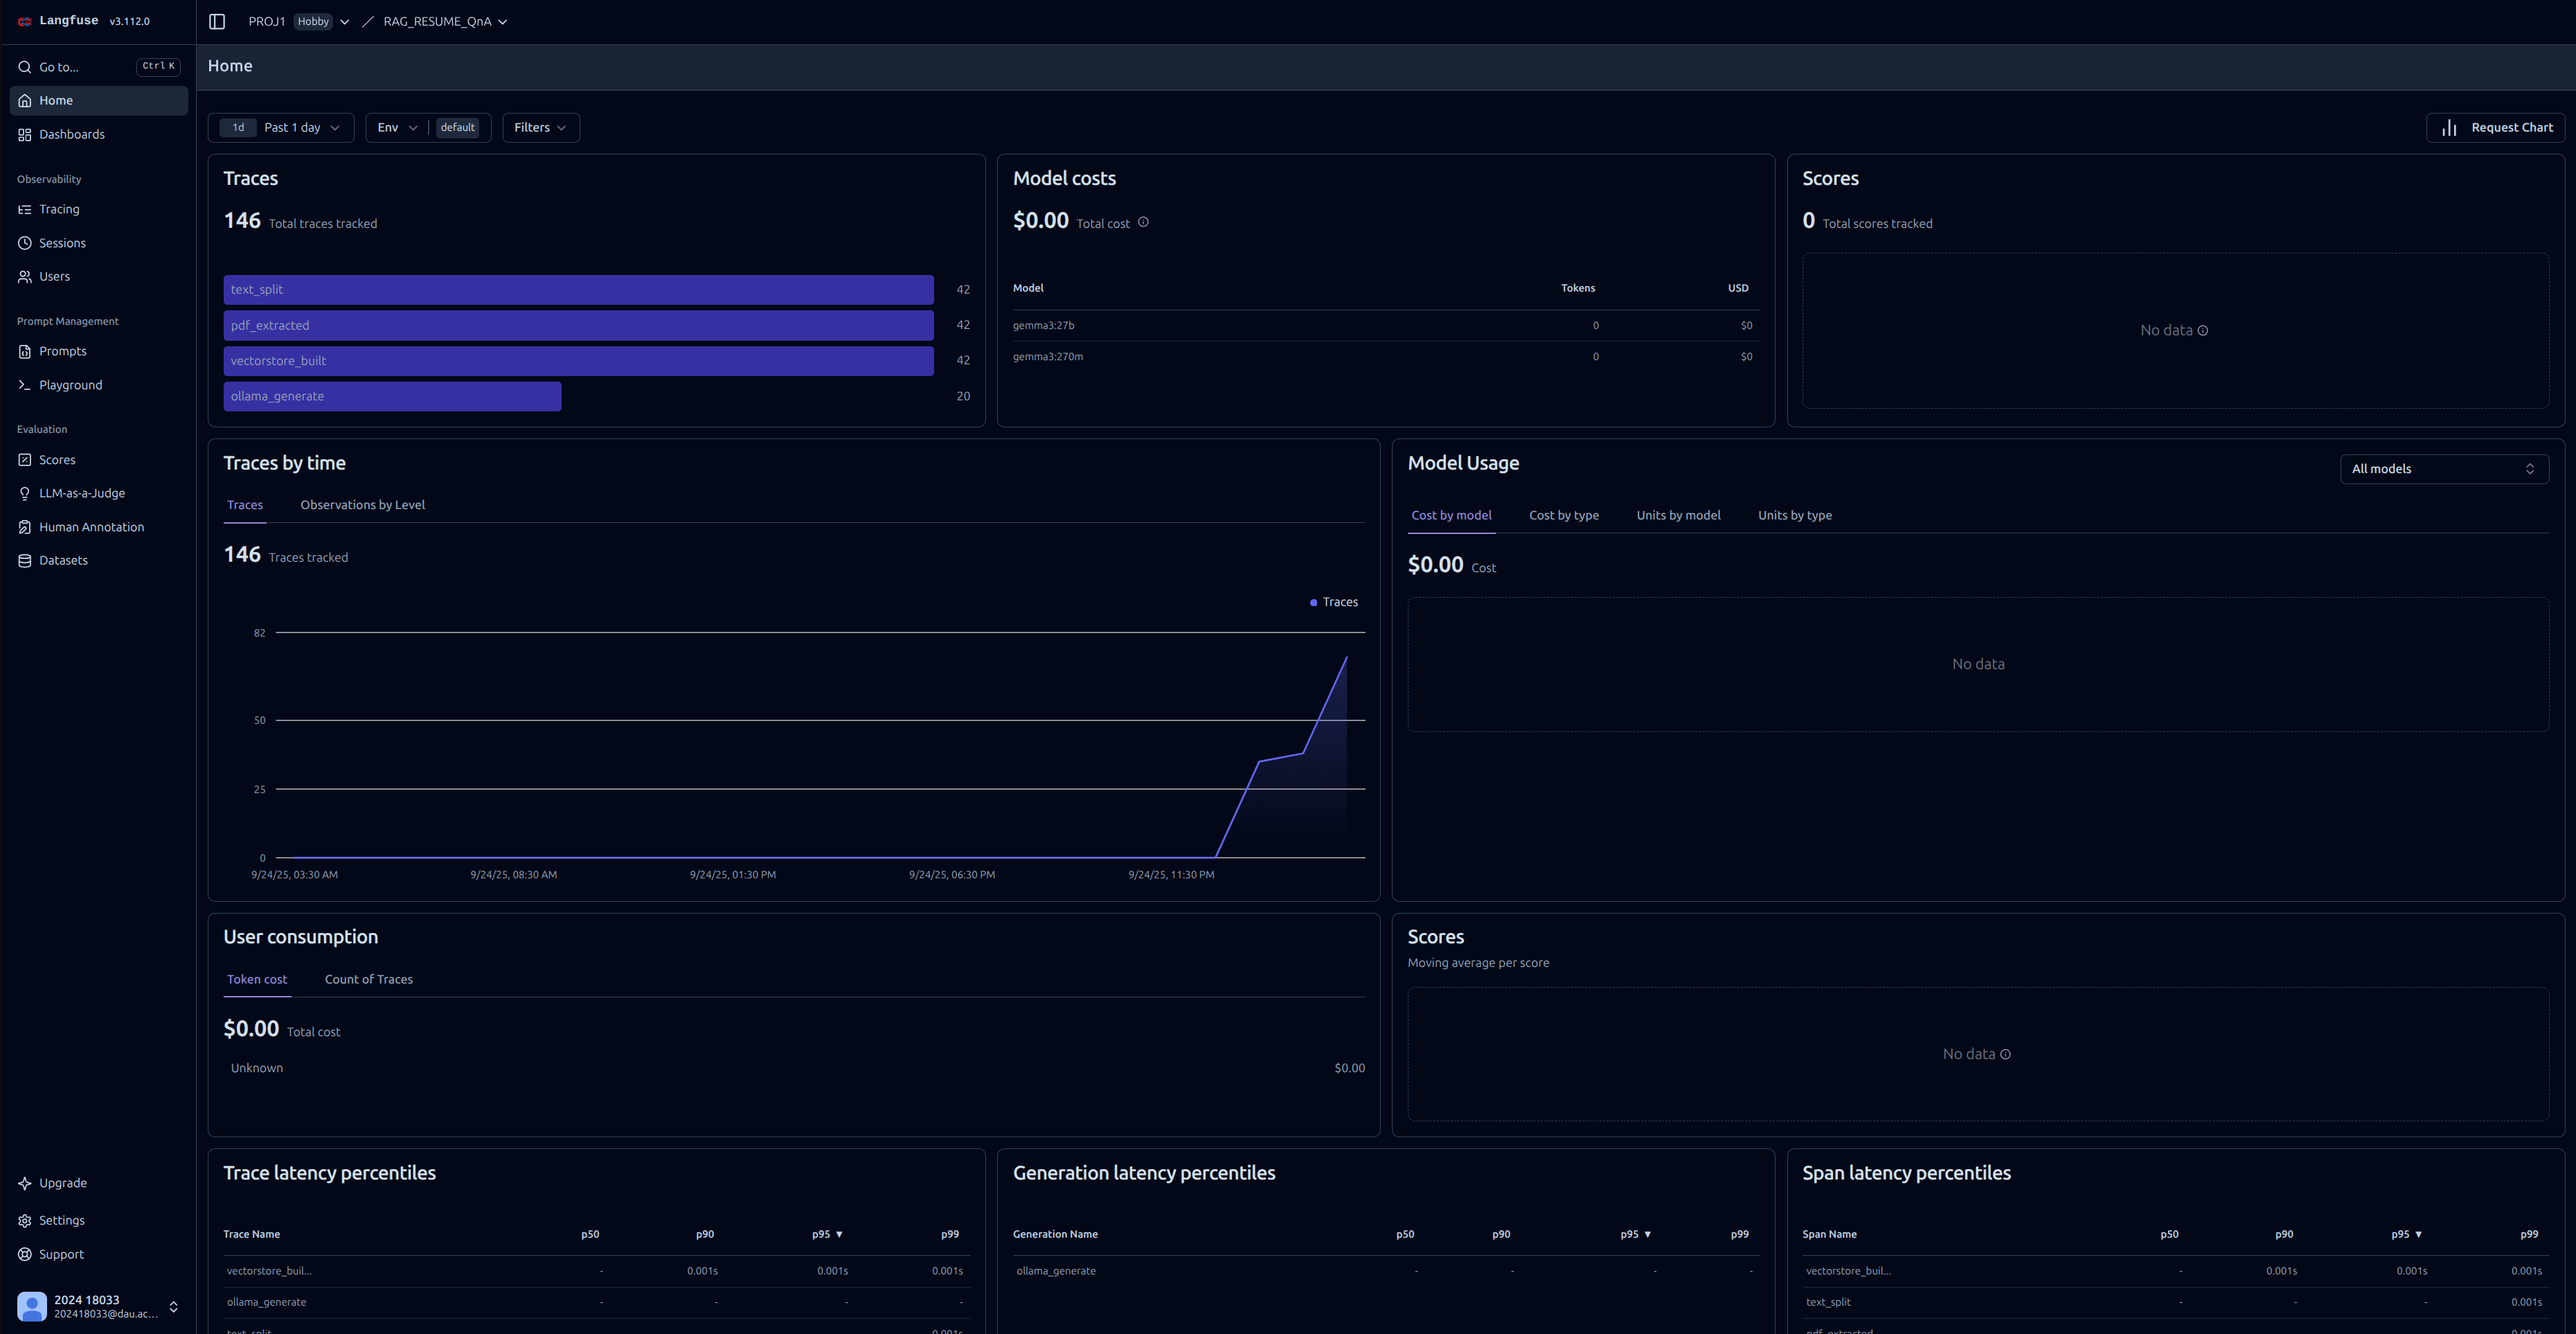 Langfuse v3.112.0
PROJ1 Hobby / RAG_RESUME_QnA
Go to... Ctrl K
Home
Dashboards
Observability
Tracing
Sessions
Users
Prompt Management
Prompts
Playground
Evaluation
Scores
LLM-as-a-Judge
Human Annotation
Datasets
Upgrade
Settings
Support
2024 18033
202418033@dau.ac...
Home
1d Past 1 day Env default Filters
Request Chart
Traces
146 Total traces tracked
text_split 42
pdf_extracted 42
vectorstore_built 42
ollama_generate 20
Model costs
$0.00 Total cost
Model Tokens USD
gemma3:27b 0 $0
gemma3:270m 0 $0
Scores
0 Total scores tracked
No data
Traces by time
Traces Observations by Level
146 Traces tracked
Traces
82
50
25
0
9/24/25, 03:30 AM 9/24/25, 08:30 AM 9/24/25, 01:30 PM 9/24/25, 06:30 PM 9/24/25, 11:30 PM
Model Usage
All models
Cost by model Cost by type Units by model Units by type
$0.00 Cost
No data
User consumption
Token cost Count of Traces
$0.00 Total cost
Unknown $0.00
Scores
Moving average per score
No data
Trace latency percentiles
Trace Name p50 p90 p95 ▼ p99
vectorstore_buil... - 0.001s 0.001s 0.001s
ollama_generate - - - -
text_split 0.001s
Generation latency percentiles
Generation Name p50 p90 p95 ▼ p99
ollama_generate - - - -
Span latency percentiles
Span Name p50 p90 p95 ▼ p99
vectorstore_buil... - 0.001s 0.001s 0.001s
text_split - - - 0.001s
pdf_extracted 0.001s